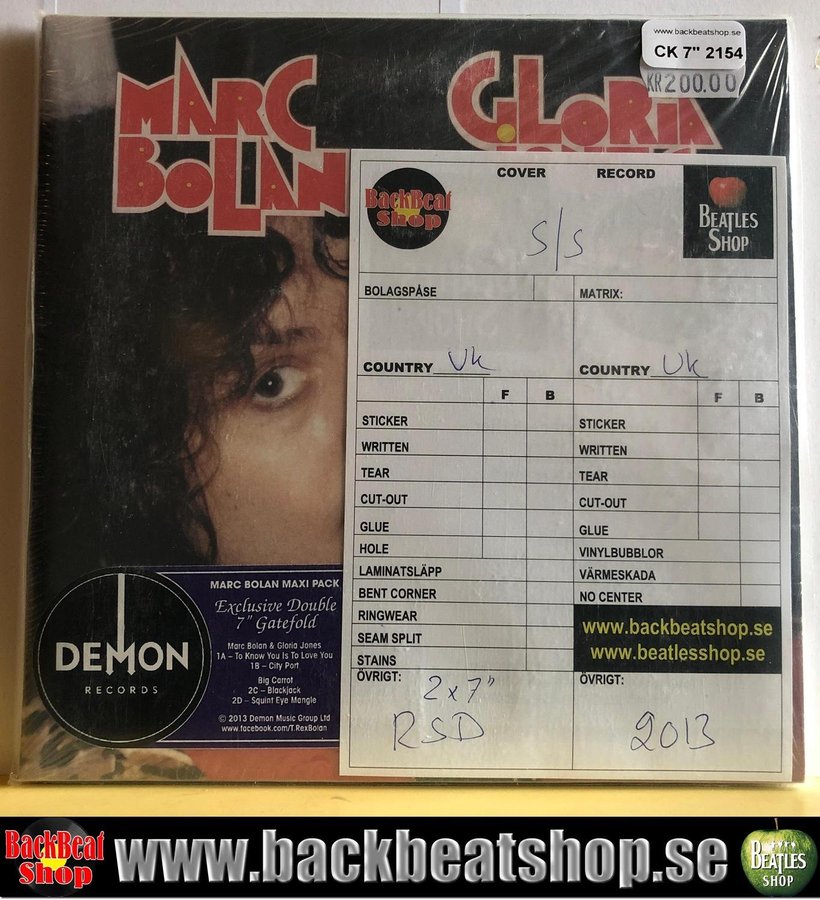 www.backbeatshop.se
CK 7" 2154
KR200.00
MARC
BOLAN
GLORIA
COVER
RECORD
BackBeat
Shop
BEATLES
SHOP
S/S
BOLAGSPÅSE
MATRIX:
COUNTRY UK
COUNTRY UK
F B
F B
STICKER
STICKER
WRITTEN
WRITTEN
TEAR
TEAR
CUT-OUT
CUT-OUT
GLUE
GLUE
HOLE
VINYLBUBBLOR
LAMINATSLÄPP
VÄRMESKADA
BENT CORNER
NO CENTER
RINGWEAR
SEAM SPLIT
STAINS
www.backbeatshop.se
www.beatlesshop.se
ÖVRIGT:
ÖVRIGT:
2x7"
RSD
2013
DEMON
RECORDS
MARC BOLAN MAXI PACK
Exclusive Double
7" Gatefold
Marc Bolan & Gloria Jones
1A – To Know You Is To Love You
1B – City Port
Big Carrot
2C – Blackjack
2D – Squint Eye Mangle
© 2013 Demon Music Group Ltd
www.facebook.com/T.RexBolan
BackBeat
Shop
www.backbeatshop.se
BEATLES
SHOP